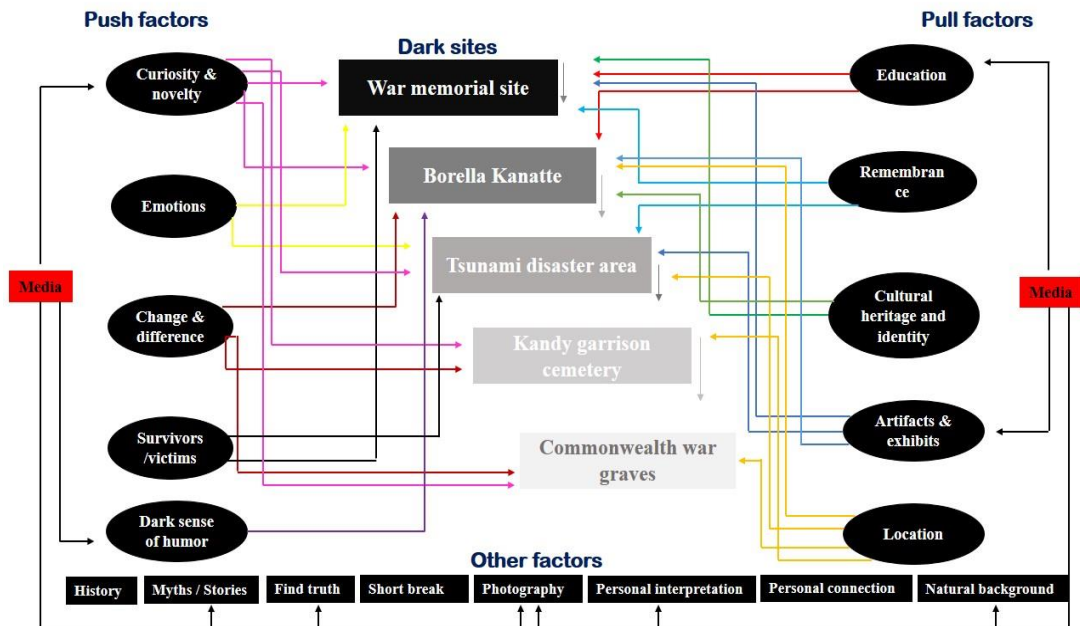 Push factors
Dark sites
Pull factors
Curiosity &
novelty
War memorial site
Education
Emotions
Borella Kanatte
Remembran
ce
Media
Tsunami disaster area
Media
Change &
difference
Cultural
heritage and
identity
Kandy garrison
cemetery
Survivors
/victims
Commonwealth war
graves
Artifacts &
exhibits
Dark sense
of humor
Location
Other factors
History
Myths / Stories
Find truth
Short break
Photography
Personal interpretation
Personal connection
Natural background